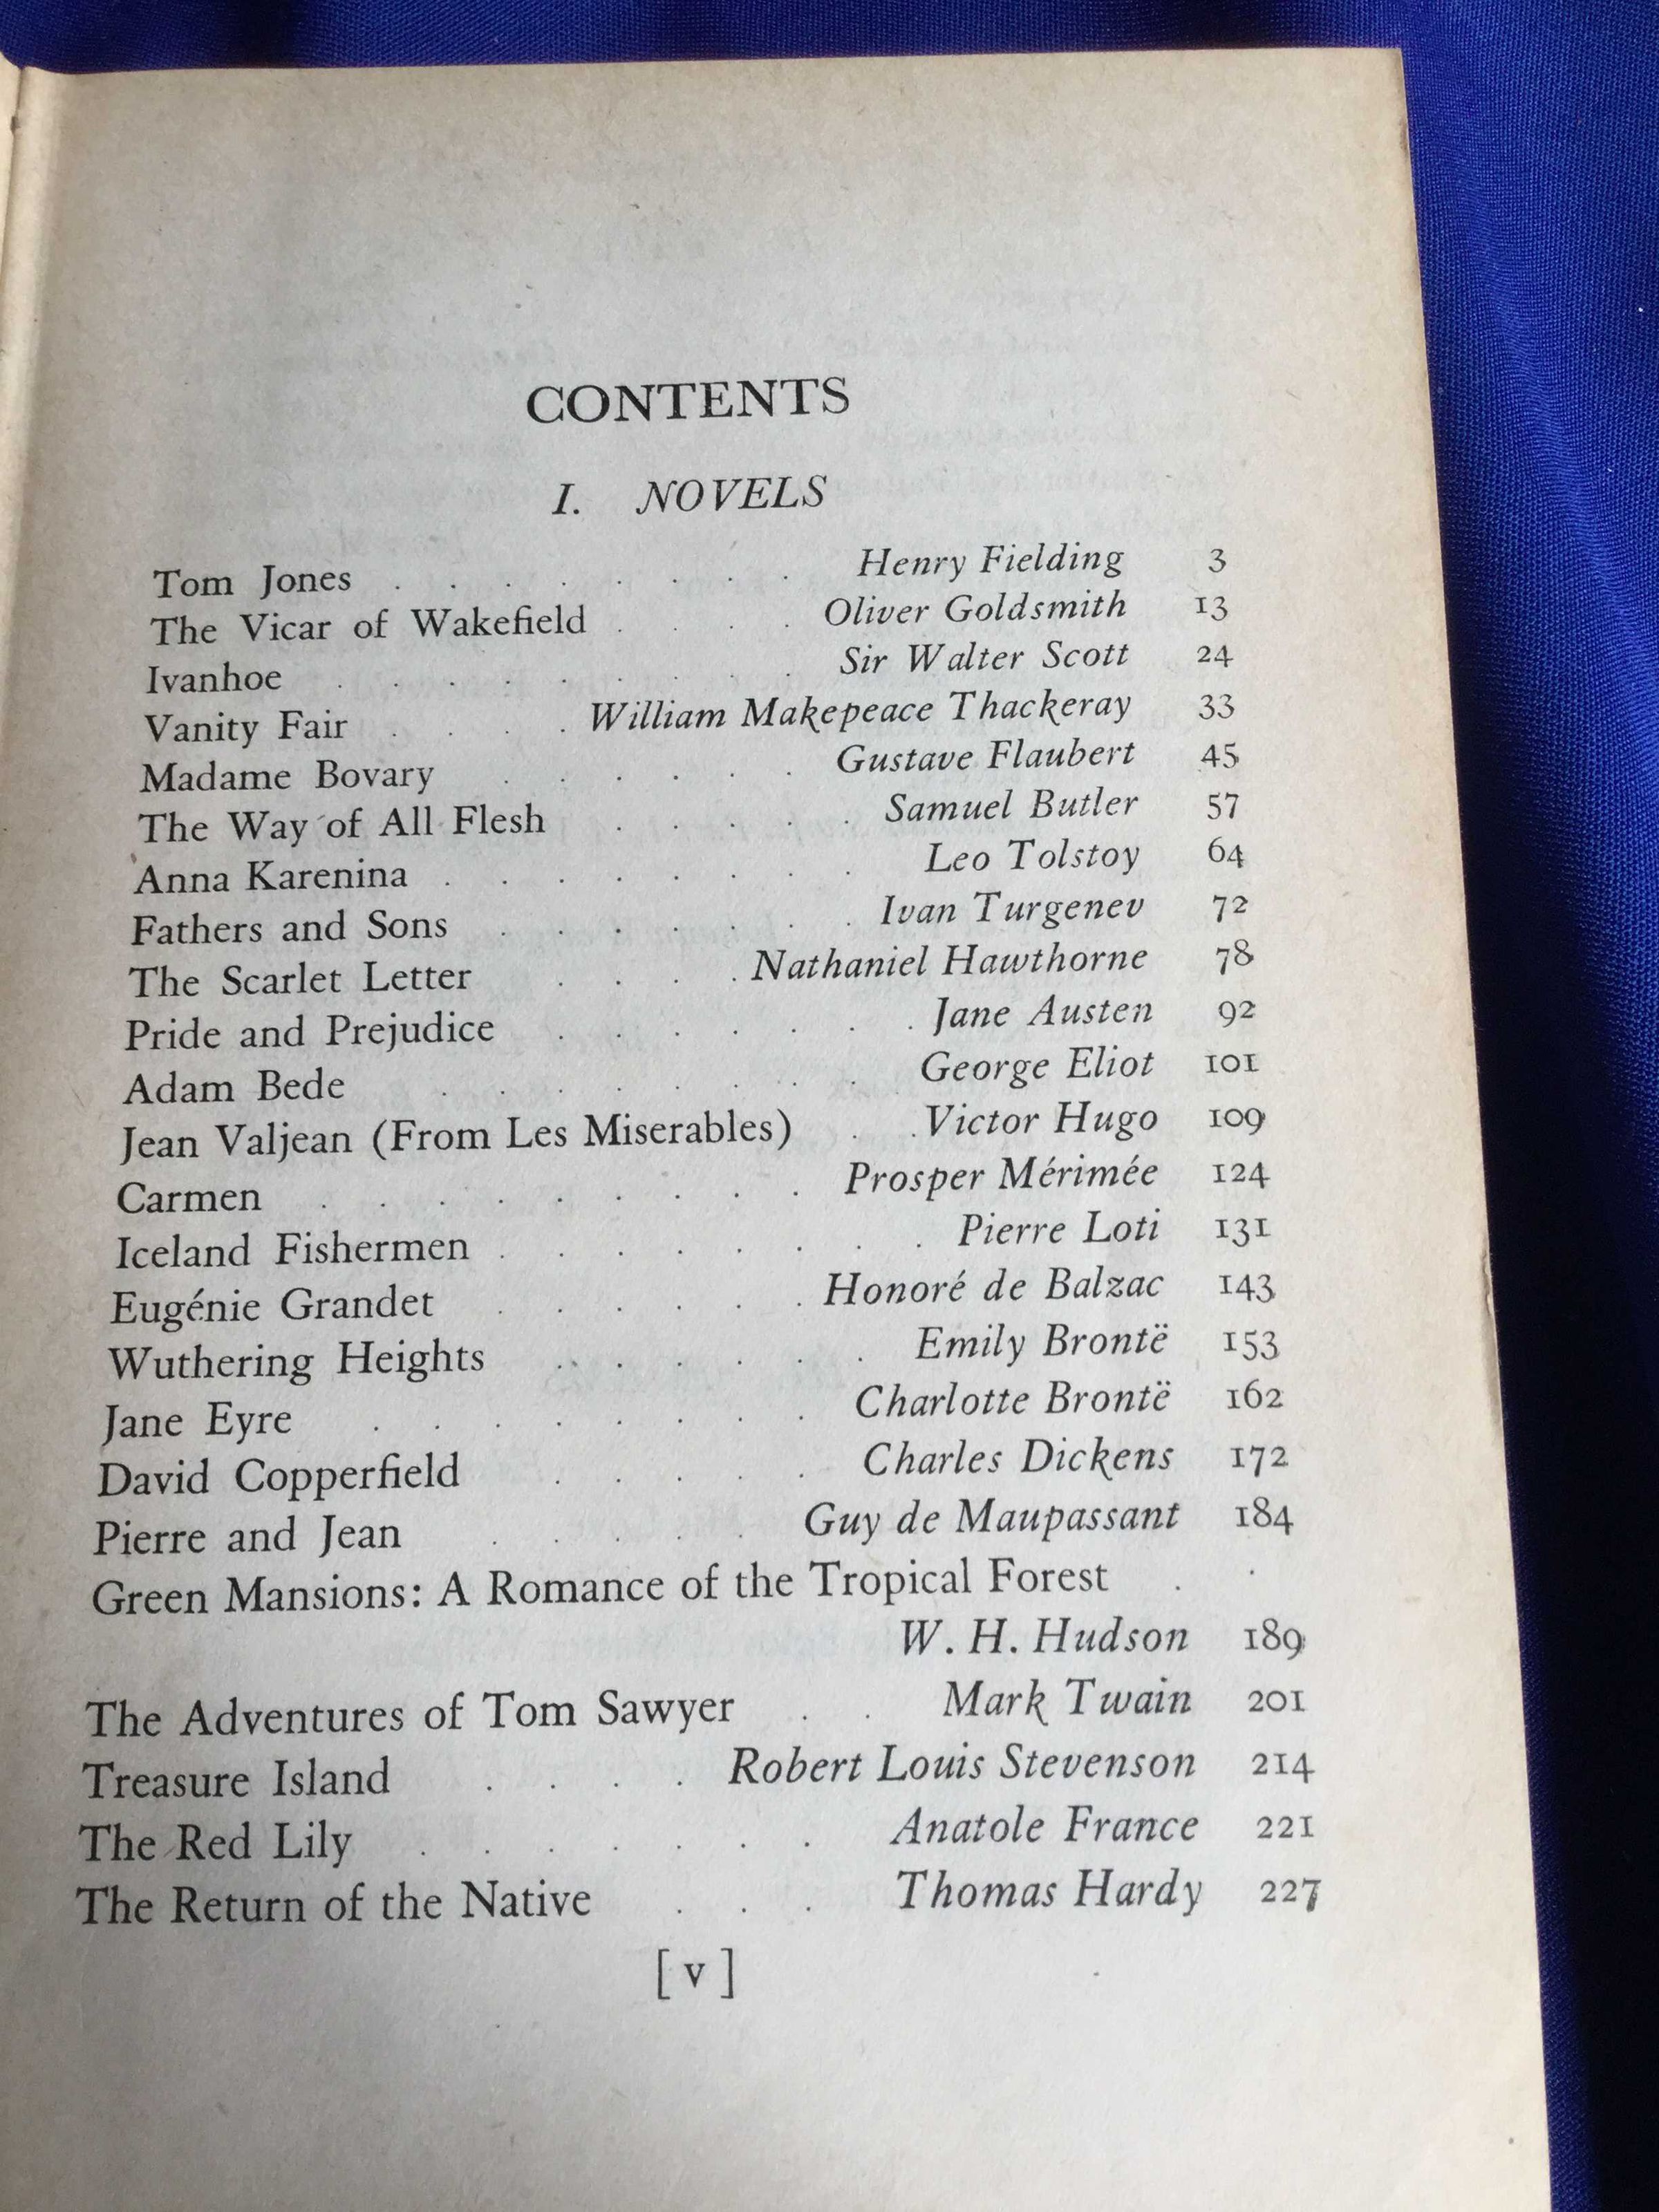 CONTENTS
I. NOVELS
Tom Jones . . . . . . . . Henry Fielding 3
The Vicar of Wakefield . . . . Oliver Goldsmith 13
Ivanhoe . . . . . . . . . Sir Walter Scott 24
Vanity Fair . . . . William Makepeace Thackeray 33
Madame Bovary . . . . . . Gustave Flaubert 45
The Way of All Flesh . . . . . Samuel Butler 57
Anna Karenina . . . . . . . . Leo Tolstoy 64
Fathers and Sons . . . . . . . Ivan Turgenev 72
The Scarlet Letter . . . . Nathaniel Hawthorne 78
Pride and Prejudice . . . . . . . Jane Austen 92
Adam Bede . . . . . . . . George Eliot 101
Jean Valjean (From Les Miserables) . . Victor Hugo 109
Carmen . . . . . . . . . Prosper Mérimée 124
Iceland Fishermen . . . . . . . . Pierre Loti 131
Eugénie Grandet . . . . . . Honoré de Balzac 143
Wuthering Heights . . . . . . Emily Brontë 153
Jane Eyre . . . . . . . . Charlotte Brontë 162
David Copperfield . . . . . Charles Dickens 172
Pierre and Jean . . . . . Guy de Maupassant 184
Green Mansions: A Romance of the Tropical Forest . .
W. H. Hudson 189
The Adventures of Tom Sawyer . . Mark Twain 201
Treasure Island . . . . Robert Louis Stevenson 214
The Red Lily . . . . . . . Anatole France 221
The Return of the Native . . . Thomas Hardy 227
[ v ]